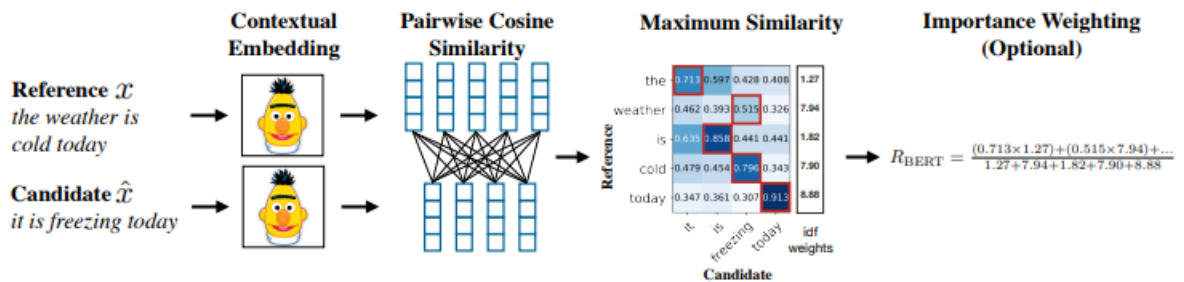 Contextual
Embedding
Pairwise Cosine
Similarity
Maximum Similarity
Importance Weighting
(Optional)
Reference x
the weather is
cold today
Candidate x̂
it is freezing today
Reference
the 0.713 0.597 0.428 0.408 1.27
weather 0.462 0.393 0.515 0.326 7.94
is 0.635 0.858 0.441 0.441 1.82
cold 0.479 0.454 0.796 0.343 7.90
today 0.347 0.361 0.307 0.913 8.88
it is freezing today
idf
weights
Candidate
R_BERT = (0.713×1.27)+(0.515×7.94)+... / 1.27+7.94+1.82+7.90+8.88